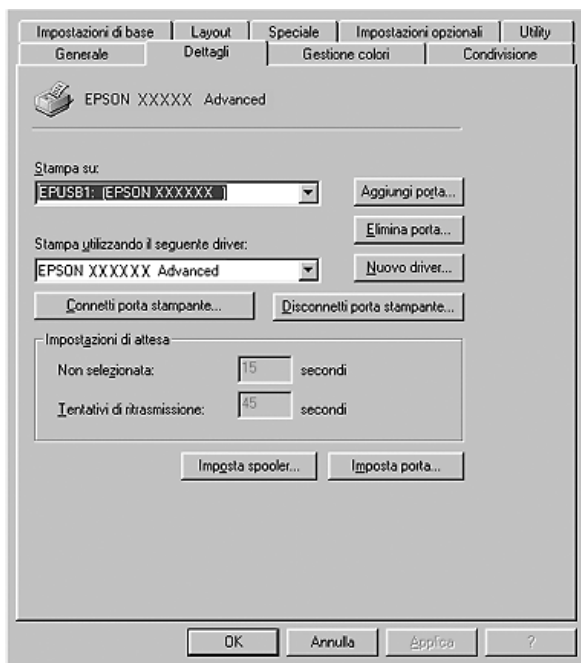 Impostazioni di base Layout Speciale Impostazioni opzionali Utility
Generale Dettagli Gestione colori Condivisione
EPSON XXXXX Advanced
Stampa su:
EPUSB1: (EPSON XXXXXX )
Aggiungi porta...
Elimina porta...
Stampa utilizzando il seguente driver:
EPSON XXXXXX Advanced
Nuovo driver...
Connetti porta stampante... Disconnetti porta stampante...
Impostazioni di attesa
Non selezionata: 15 secondi
Tentativi di ritrasmissione: 45 secondi
Imposta spooler... Imposta porta...
OK Annulla Applica ?